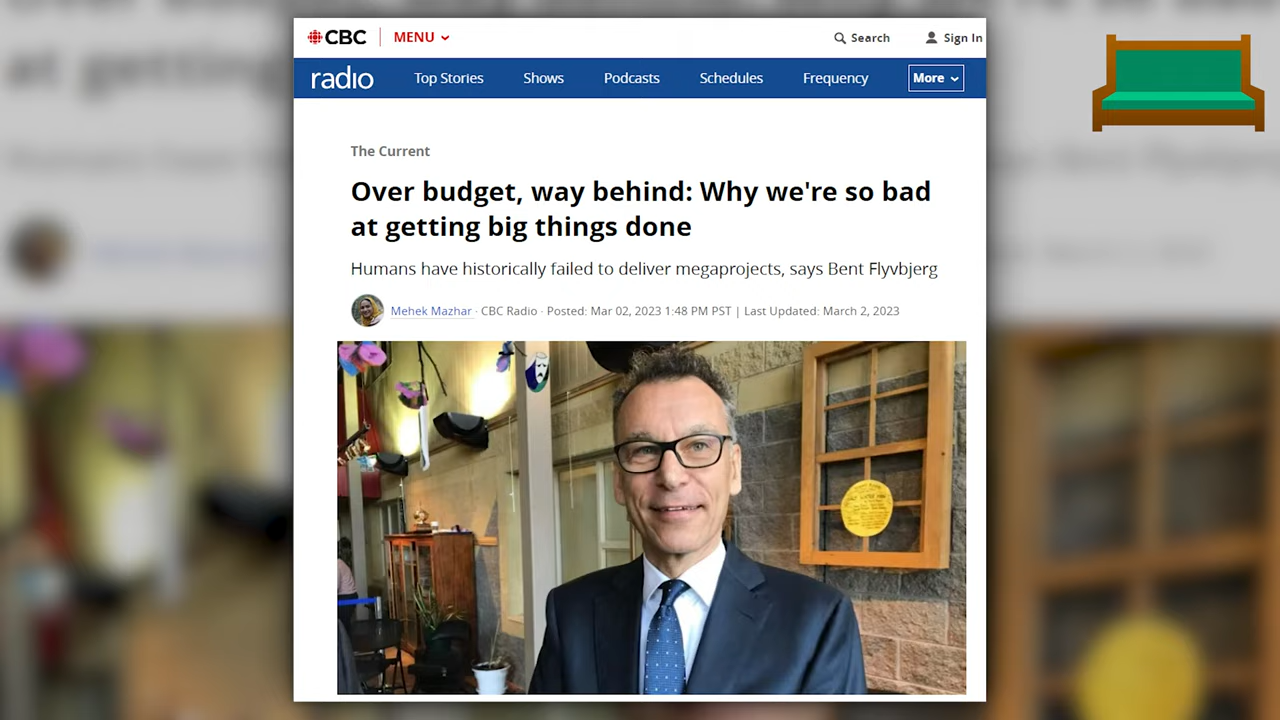 CBC MENU Search Sign In
radio Top Stories Shows Podcasts Schedules Frequency More
The Current
Over budget, way behind: Why we're so bad
at getting big things done
Humans have historically failed to deliver megaprojects, says Bent Flyvbjerg
Mehek Mazhar · CBC Radio · Posted: Mar 02, 2023 1:48 PM PST | Last Updated: March 2, 2023